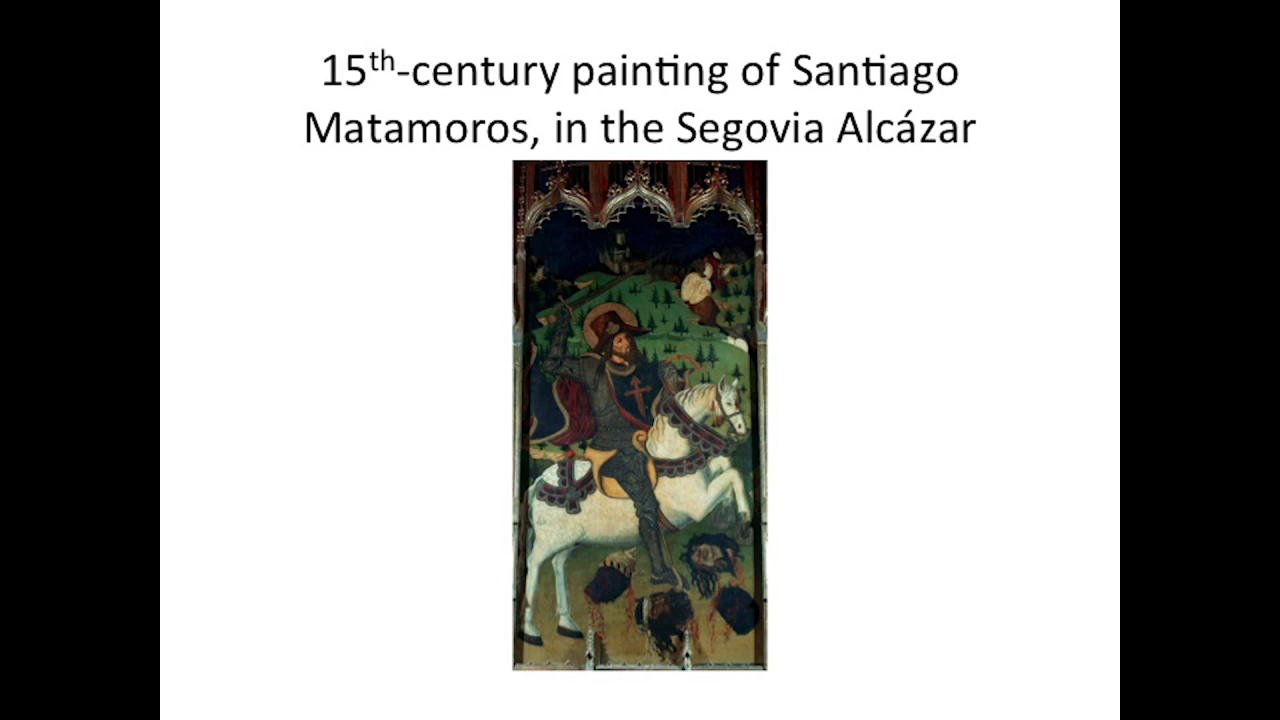 15th-century painting of Santiago
Matamoros, in the Segovia Alcázar